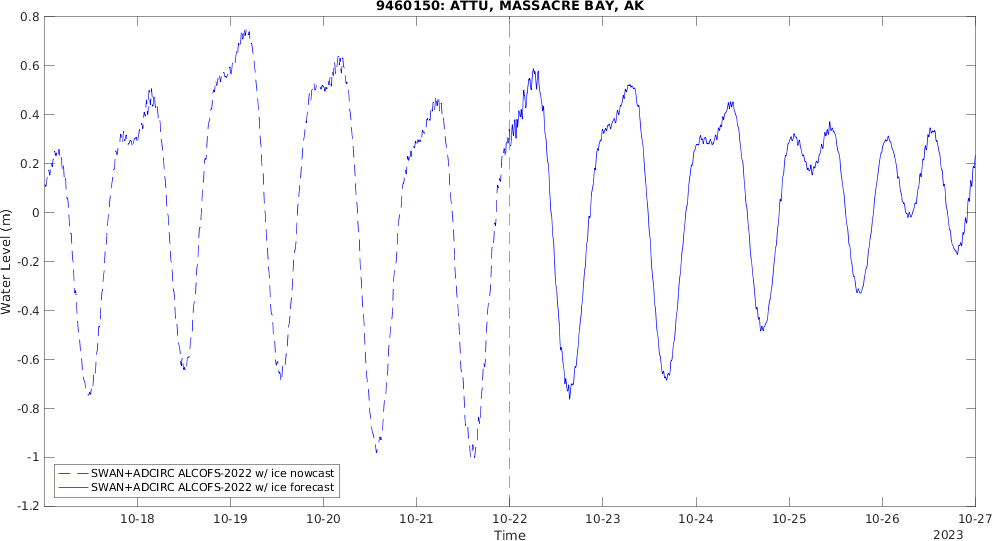 9460150: ATTU, MASSACRE BAY, AK
0.8
0.6
0.4
0.2
0
-0.2
-0.4
-0.6
-0.8
-1
-1.2
Water Level (m)
SWAN+ADCIRC ALCOFS-2022 w/ ice nowcast
SWAN+ADCIRC ALCOFS-2022 w/ ice forecast
10-18 10-19 10-20 10-21 10-22 10-23 10-24 10-25 10-26 10-27
Time
2023